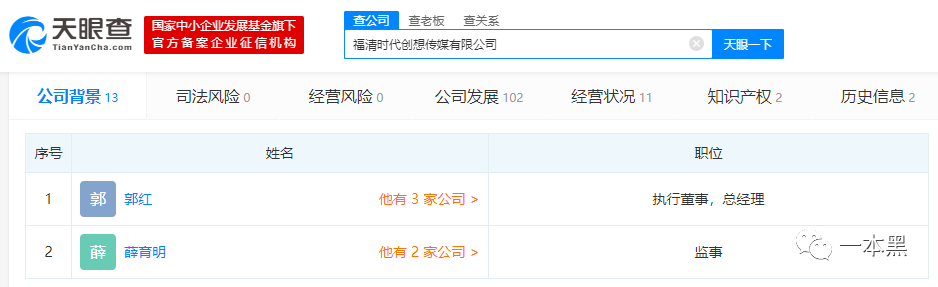 天眼查
TianYanCha.com
国家中小企业发展基金旗下
官方备案企业征信机构
查公司 查老板 查关系
福清时代创想传媒有限公司
天眼一下
公司背景 13 司法风险 0 经营风险 0 公司发展 102 经营状况 11 知识产权 2 历史信息 2
序号 姓名 职位
1 郭 郭红 他有 3 家公司 > 执行董事，总经理
2 薛 薛育明 他有 2 家公司 > 监事
一本黑